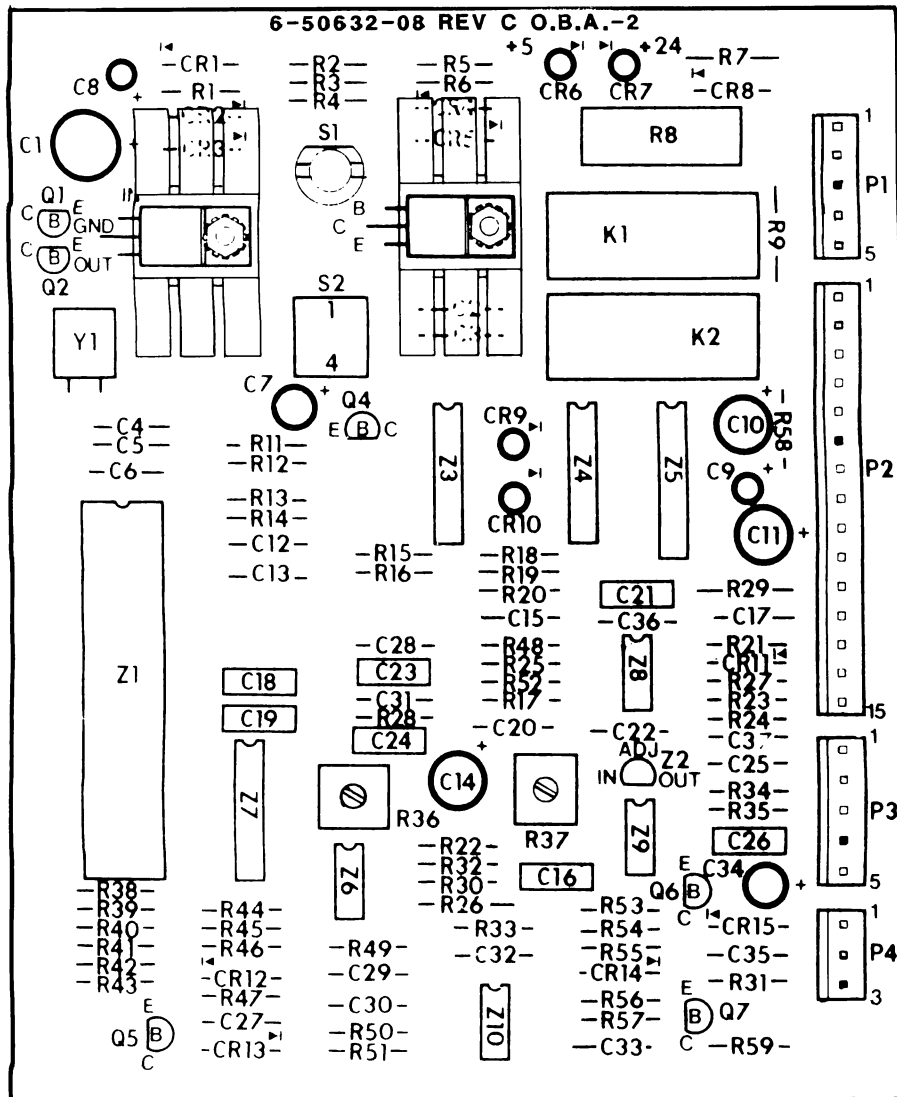 6-50632-08 REV C O.B.A.-2
+5 +24
CR1 R2 R5 R7
C8 R1 R3 R6 CR6 CR7 CR8
R4
C1 CR3 S1 R8 1
P1
Q1 C B E GND B
C K1 R9
C B E OUT E 5
Q2
S2 1
Y1 1 K2
4
C7 + Q4 +
E B C CR9 C10 R58
C4
C5 R11
C6 R12 Z3 Z4 Z5 C9 + P2
R13 CR10
R14 C11 +
C12
R15 R18
C13 R16 R19
R20 C21 R29
C15 C36 C17
C28 R48 R21
Z1 C18 C23 R25 Z8 CR11
C31 R52 R27
C19 R28 R17 R23 15
C24 C20 C22 R24 1
+ ADJ C37
Z7 C14 IN Z2 OUT C25
R36 R37 R34
R35 P3
Z9
R22 C26
Z6 R32 C16 E C34
R38 R30 Q6 B + 5
R39 R44 R26 R53 C 1
R40 R45 R33 R54 CR15
R41 R46 R49 C32 R55 C35 P4
R42 CR12 C29 CR14 R31
R43 R47 R56 E 3
E C27 C30 Z10 R57 B Q7
Q5 B CR13 R50 C33 C R59
C R51